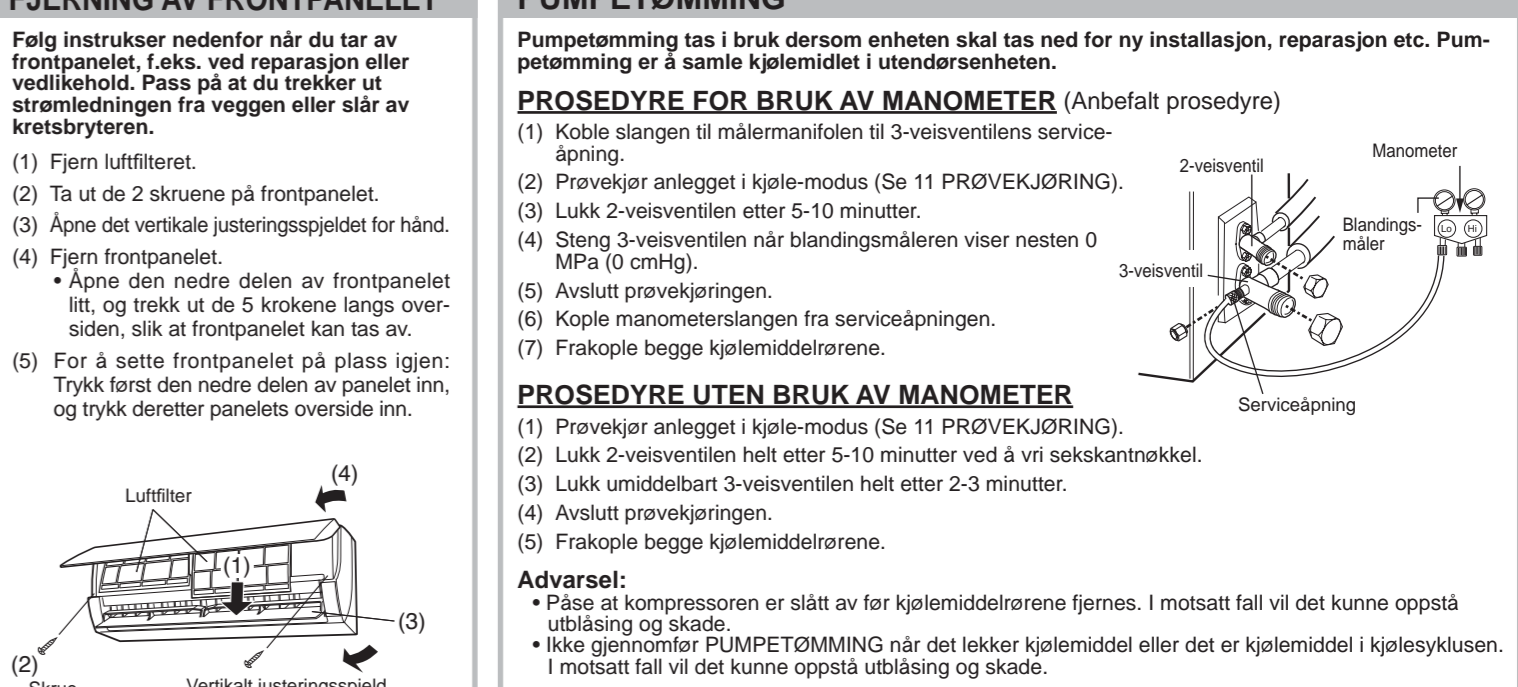 FJERNING AV FRONTPANELET
Følg instrukser nedenfor når du tar av
frontpanelet, f.eks. ved reparasjon eller
vedlikehold. Pass på at du trekker ut
strømledningen fra veggen eller slår av
kretsbryteren.
(1) Fjern luftfilteret.
(2) Ta ut de 2 skruene på frontpanelet.
(3) Åpne det vertikale justeringsspjeldet for hånd.
(4) Fjern frontpanelet.
• Åpne den nedre delen av frontpanelet
litt, og trekk ut de 5 krokene langs over-
siden, slik at frontpanelet kan tas av.
(5) For å sette frontpanelet på plass igjen:
Trykk først den nedre delen av panelet inn,
og trykk deretter panelets overside inn.
(4)
Luftfilter
(1)
(3)
(2)
Skrue
Vertikalt justeringsspjeld
PUMPETØMMING
Pumpetømming tas i bruk dersom enheten skal tas ned for ny installasjon, reparasjon etc. Pum-
petømming er å samle kjølemidlet i utendørsenheten.
PROSEDYRE FOR BRUK AV MANOMETER (Anbefalt prosedyre)
(1) Koble slangen til målermanifolen til 3-veisventilens service-
åpning.
(2) Prøvekjør anlegget i kjøle-modus (Se 11 PRØVEKJØRING).
(3) Lukk 2-veisventilen etter 5-10 minutter.
(4) Steng 3-veisventilen når blandingsmåleren viser nesten 0
MPa (0 cmHg).
(5) Avslutt prøvekjøringen.
(6) Kople manometerslangen fra serviceåpningen.
(7) Frakople begge kjølemiddelrørene.
Manometer
2-veisventil
Blandings-
måler
Lo Hi
3-veisventil
Serviceåpning
PROSEDYRE UTEN BRUK AV MANOMETER
(1) Prøvekjør anlegget i kjøle-modus (Se 11 PRØVEKJØRING).
(2) Lukk 2-veisventilen helt etter 5-10 minutter ved å vri sekskantnøkkel.
(3) Lukk umiddelbart 3-veisventilen helt etter 2-3 minutter.
(4) Avslutt prøvekjøringen.
(5) Frakople begge kjølemiddelrørene.
Advarsel:
• Påse at kompressoren er slått av før kjølemiddelrørene fjernes. I motsatt fall vil det kunne oppstå
utblåsing og skade.
• Ikke gjennomfør PUMPETØMMING når det lekker kjølemiddel eller det er kjølemiddel i kjølesyklusen.
I motsatt fall vil det kunne oppstå utblåsing og skade.